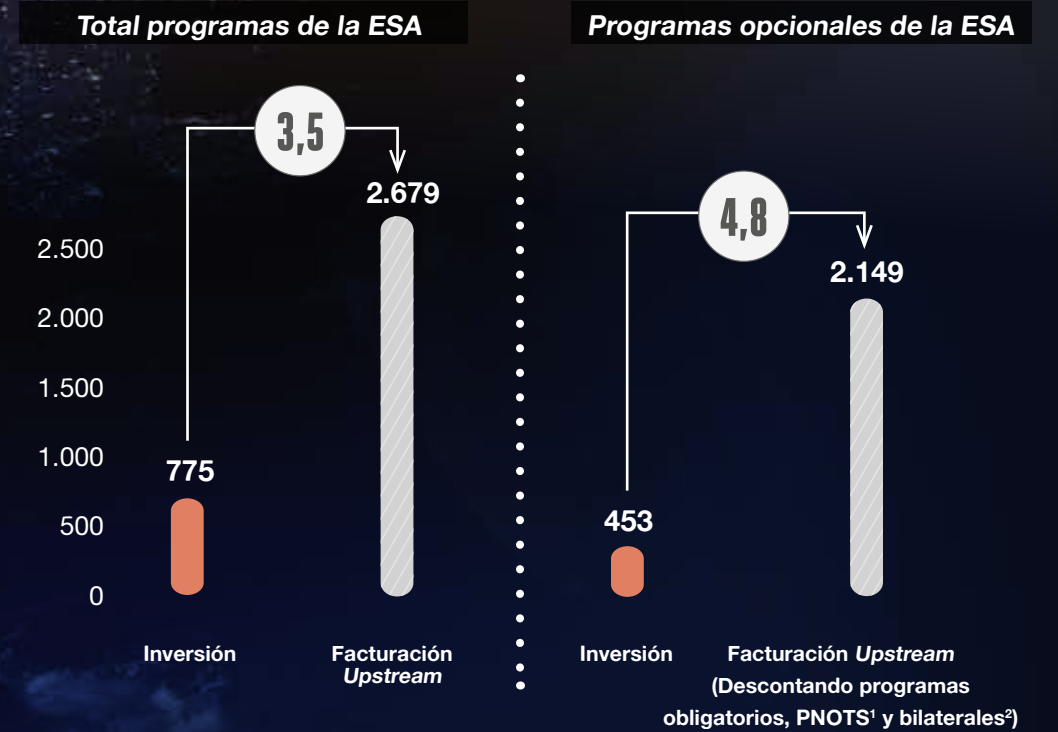 Total programas de la ESA
3,5
2.679
2.500
2.000
1.500
1.000
775
500
0
Inversión
Facturación
Upstream
Programas opcionales de la ESA
4,8
2.149
453
Inversión
Facturación Upstream
(Descontando programas
obligatorios, PNOTS¹ y bilaterales²)